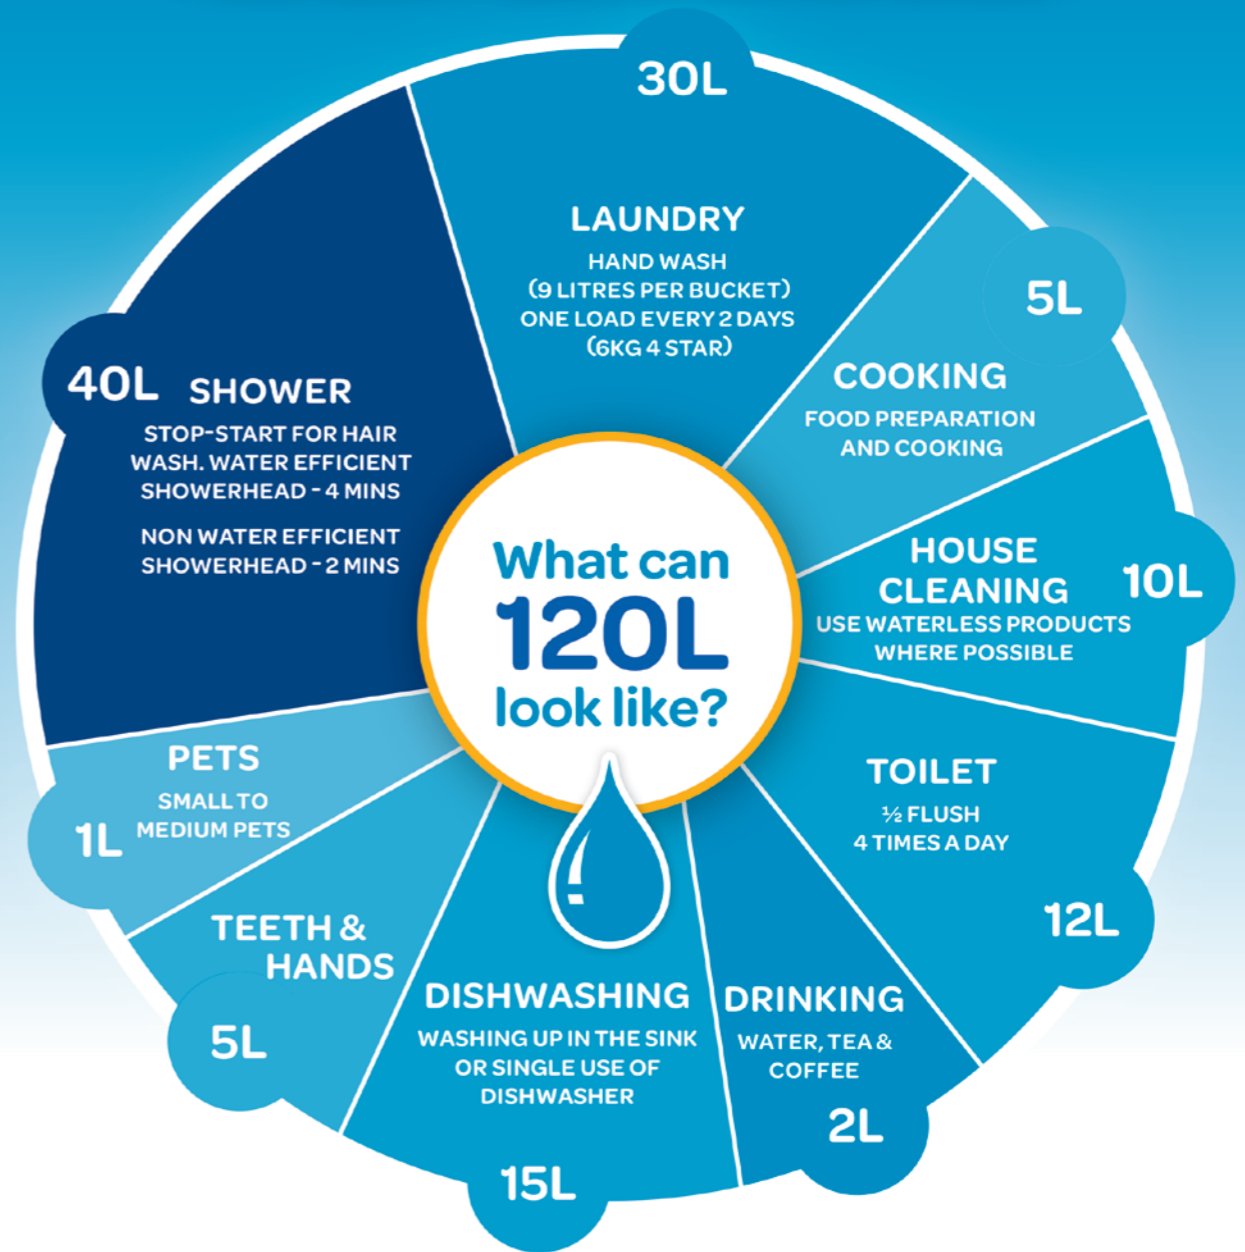 30L
LAUNDRY
HAND WASH
(9 LITRES PER BUCKET)
ONE LOAD EVERY 2 DAYS
(6KG 4 STAR)
5L
COOKING
FOOD PREPARATION
AND COOKING
HOUSE
CLEANING
10L
USE WATERLESS PRODUCTS
WHERE POSSIBLE
TOILET
½ FLUSH
4 TIMES A DAY
12L
DRINKING
WATER, TEA &
COFFEE
2L
DISHWASHING
WASHING UP IN THE SINK
OR SINGLE USE OF
DISHWASHER
15L
TEETH &
HANDS
5L
PETS
SMALL TO
MEDIUM PETS
1L
40L SHOWER
STOP-START FOR HAIR
WASH. WATER EFFICIENT
SHOWERHEAD - 4 MINS
NON WATER EFFICIENT
SHOWERHEAD - 2 MINS
What can
120L
look like?